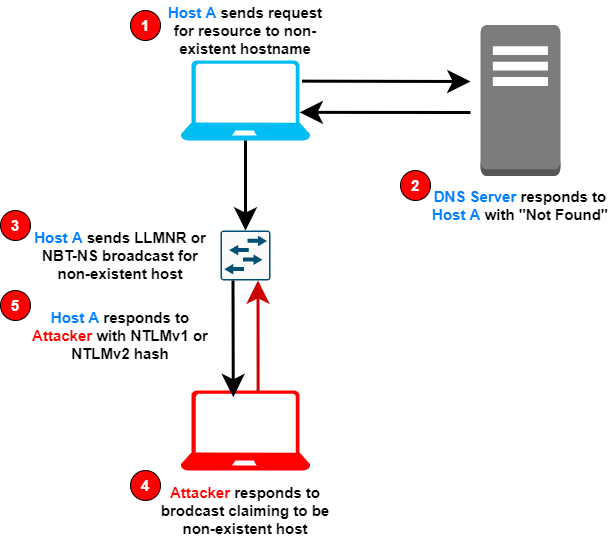 1
Host A sends request
for resource to non-
existent hostname
2
DNS Server responds to
Host A with "Not Found"
3
Host A sends LLMNR or
NBT-NS broadcast for
non-existent host
5
Host A responds to
Attacker with NTLMv1 or
NTLMv2 hash
4
Attacker responds to
brodcast claiming to be
non-existent host